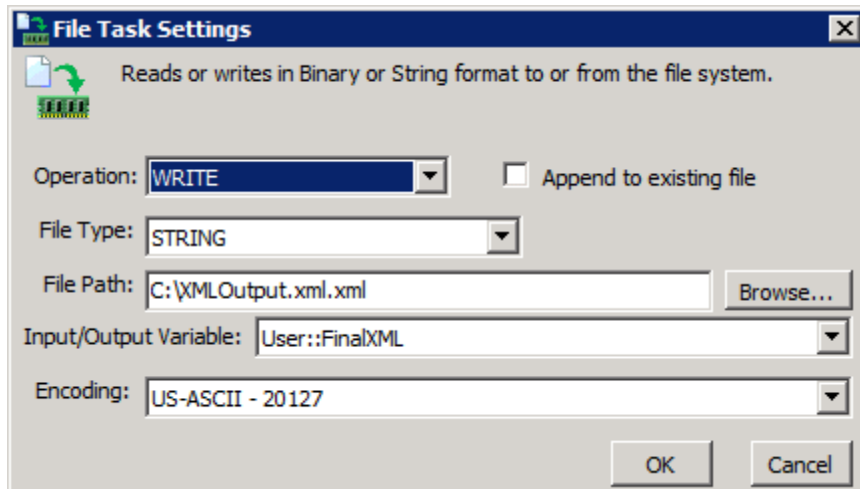 File Task Settings
Reads or writes in Binary or String format to or from the file system.
Operation: WRITE Append to existing file
File Type: STRING
File Path: C:\XMLOutput.xml.xml Browse...
Input/Output Variable: User::FinalXML
Encoding: US-ASCII - 20127
OK Cancel